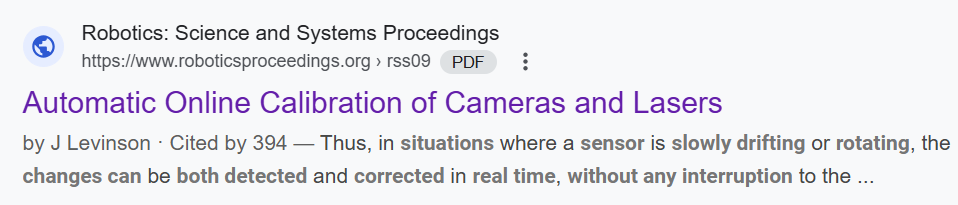 Robotics: Science and Systems Proceedings
https://www.roboticsproceedings.org › rss09 PDF
Automatic Online Calibration of Cameras and Lasers
by J Levinson · Cited by 394 — Thus, in situations where a sensor is slowly drifting or rotating, the
changes can be both detected and corrected in real time, without any interruption to the ...